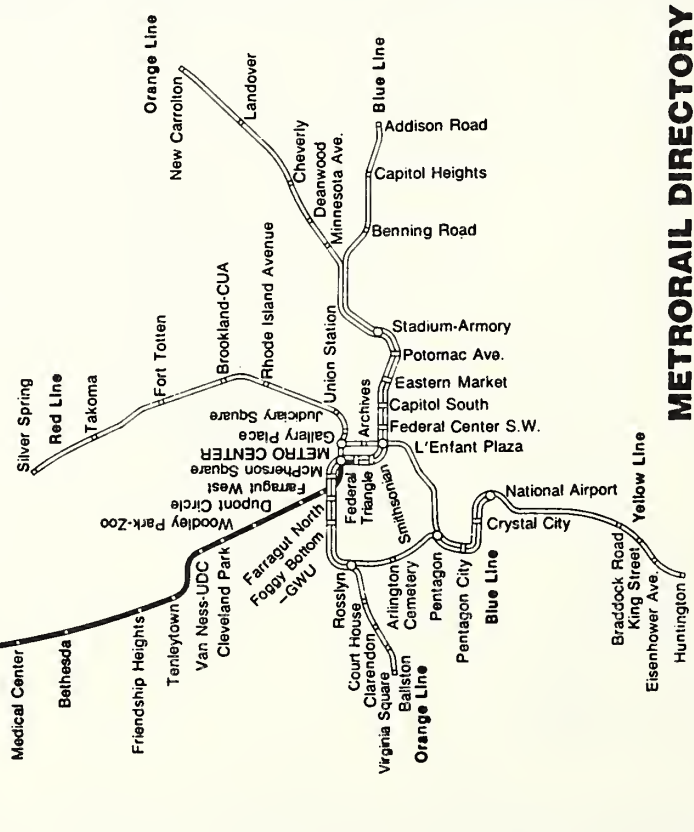 METRORAIL DIRECTORY
Orange Line
New Carrolton
Landover
Cheverly
Deanwood
Minnesota Ave.
Blue Line
Addison Road
Capitol Heights
Benning Road
Stadium-Armory
Potomac Ave.
Eastern Market
Capitol South
Federal Center S.W.
L'Enfant Plaza
Silver Spring
Red Line
Takoma
Fort Totten
Brookland-CUA
Rhode Island Avenue
Union Station
Judiciary Square
Gallery Place
METRO CENTER
Archives
McPherson Square
Farragut West
Federal
Triangle
Smithsonian
Farragut North
Dupont Circle
Woodley Park-Zoo
Cleveland Park
Van Ness-UDC
Tenleytown
Friendship Heights
Bethesda
Medical Center
Foggy Bottom
–GWU
Rosslyn
Court House
Clarendon
Virginia Square
Ballston
Orange Line
Arlington
Cemetery
Pentagon
Pentagon City
Blue Line
Crystal City
National Airport
Yellow Line
Braddock Road
King Street
Eisenhower Ave.
Huntington